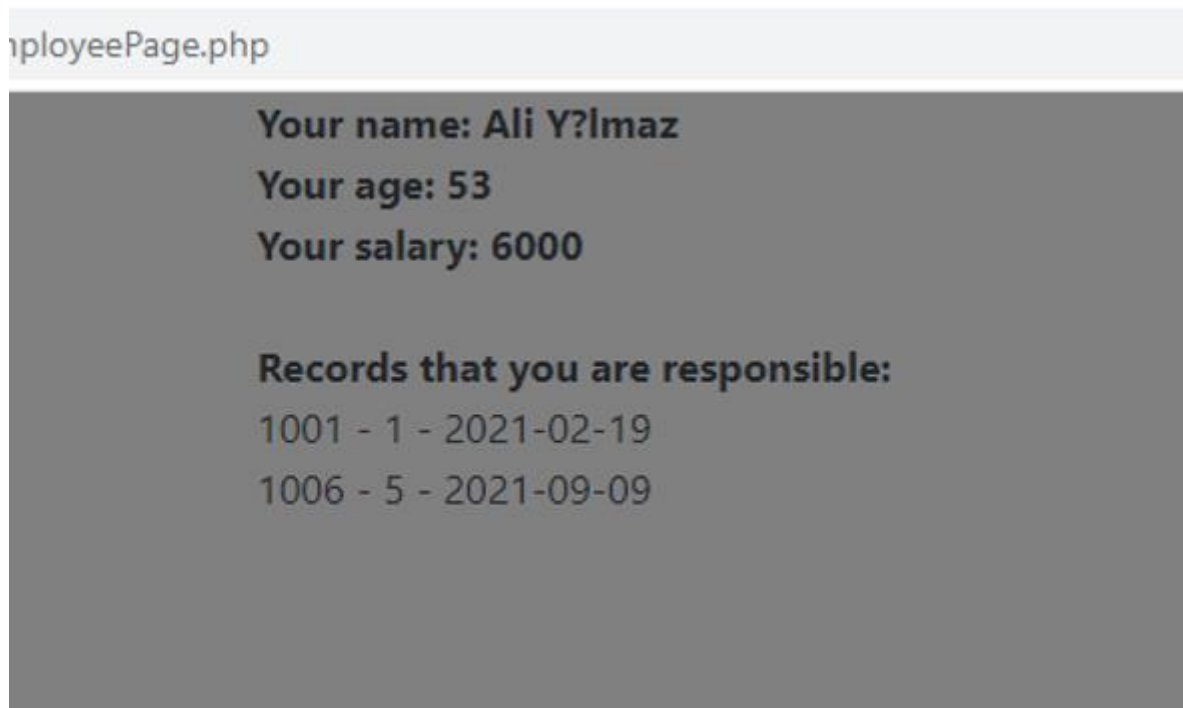 mployeePage.php
Your name: Ali Y?lmaz
Your age: 53
Your salary: 6000
Records that you are responsible:
1001 - 1 - 2021-02-19
1006 - 5 - 2021-09-09